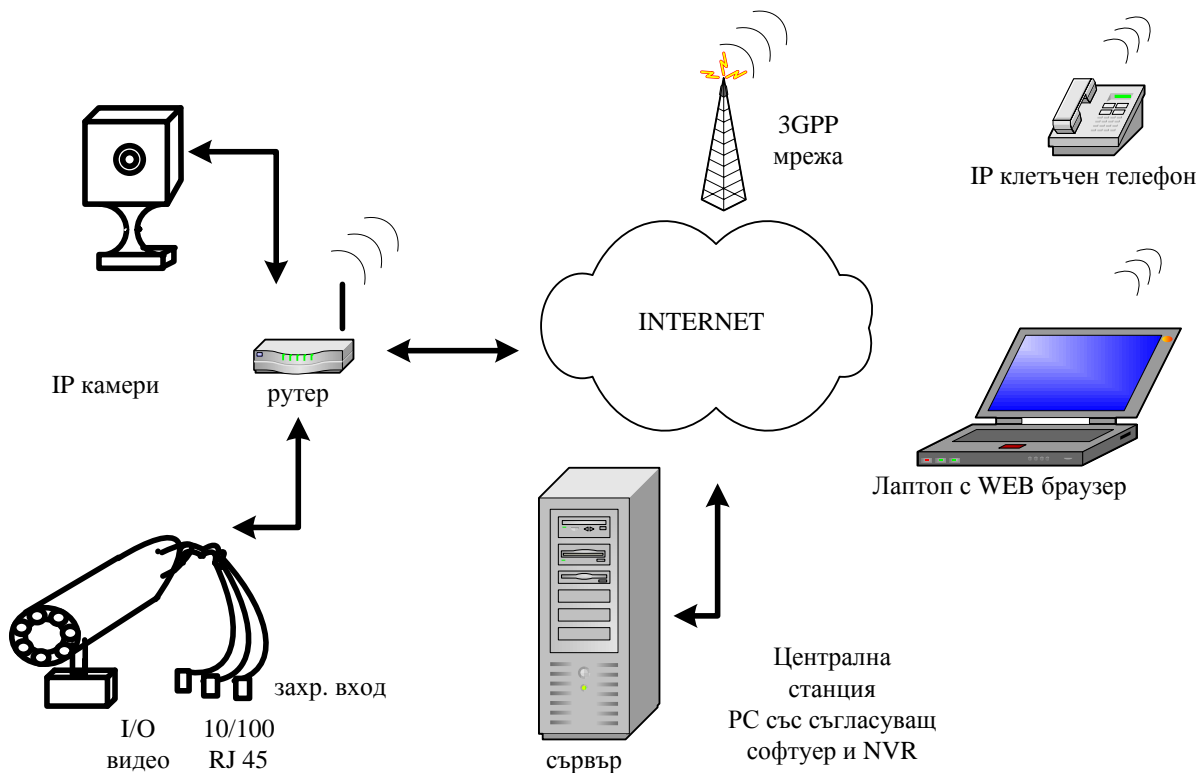 3GPP
мрежа
IP клетъчен телефон
INTERNET
IP камери
рутер
Лаптоп с WEB браузер
захр. вход
I/O
видео
10/100
RJ 45
сървър
Централна
станция
PC със съгласуващ
софтуер и NVR